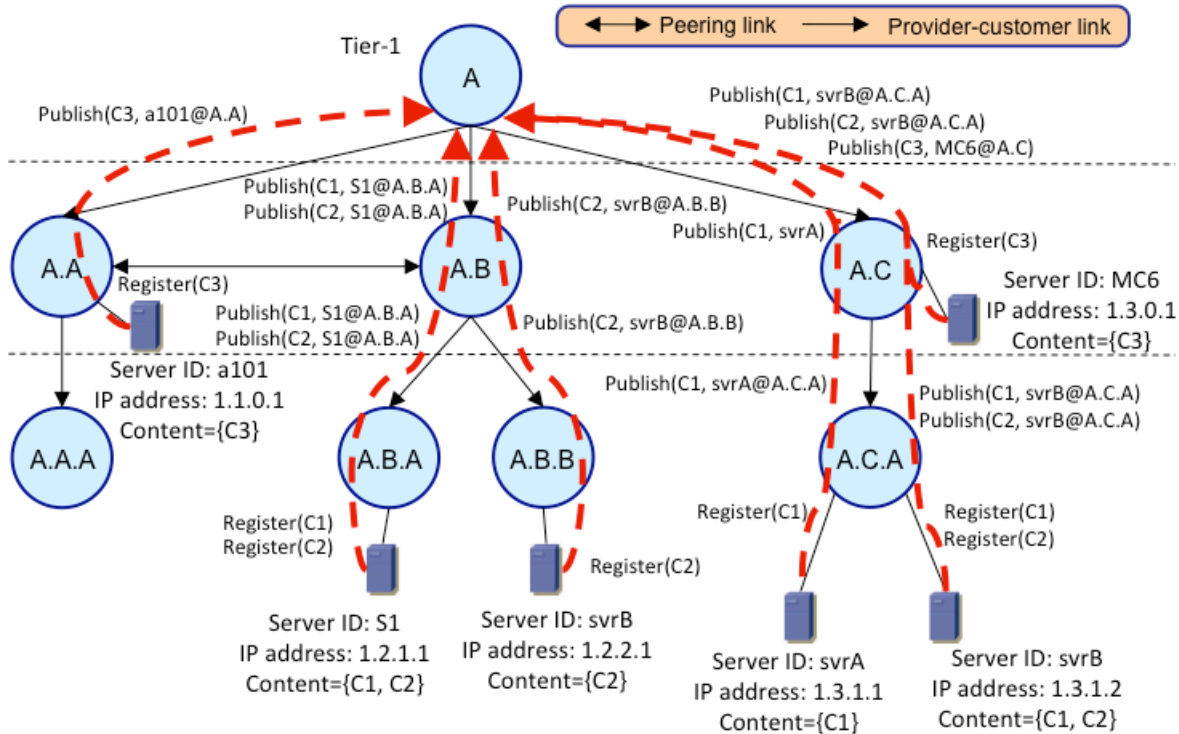 Peering link
Provider-customer link
Tier-1
A
Publish(C3, a101@A.A)
Publish(C1, svrB@A.C.A)
Publish(C2, svrB@A.C.A)
Publish(C3, MC6@A.C)
Publish(C1, S1@A.B.A)
Publish(C2, S1@A.B.A)
Publish(C2, svrB@A.B.B)
Publish(C1, svrA)
A.A
A.B
A.C
Register(C3)
Register(C3)
Server ID: MC6
IP address: 1.3.0.1
Content={C3}
Publish(C1, S1@A.B.A)
Publish(C2, S1@A.B.A)
Publish(C2, svrB@A.B.B)
Server ID: a101
IP address: 1.1.0.1
Content={C3}
Publish(C1, svrA@A.C.A)
Publish(C1, svrB@A.C.A)
Publish(C2, svrB@A.C.A)
A.A.A
A.B.A
A.B.B
A.C.A
Register(C1)
Register(C2)
Register(C2)
Register(C1)
Register(C1)
Register(C2)
Server ID: S1
IP address: 1.2.1.1
Content={C1, C2}
Server ID: svrB
IP address: 1.2.2.1
Content={C2}
Server ID: svrA
IP address: 1.3.1.1
Content={C1}
Server ID: svrB
IP address: 1.3.1.2
Content={C1, C2}